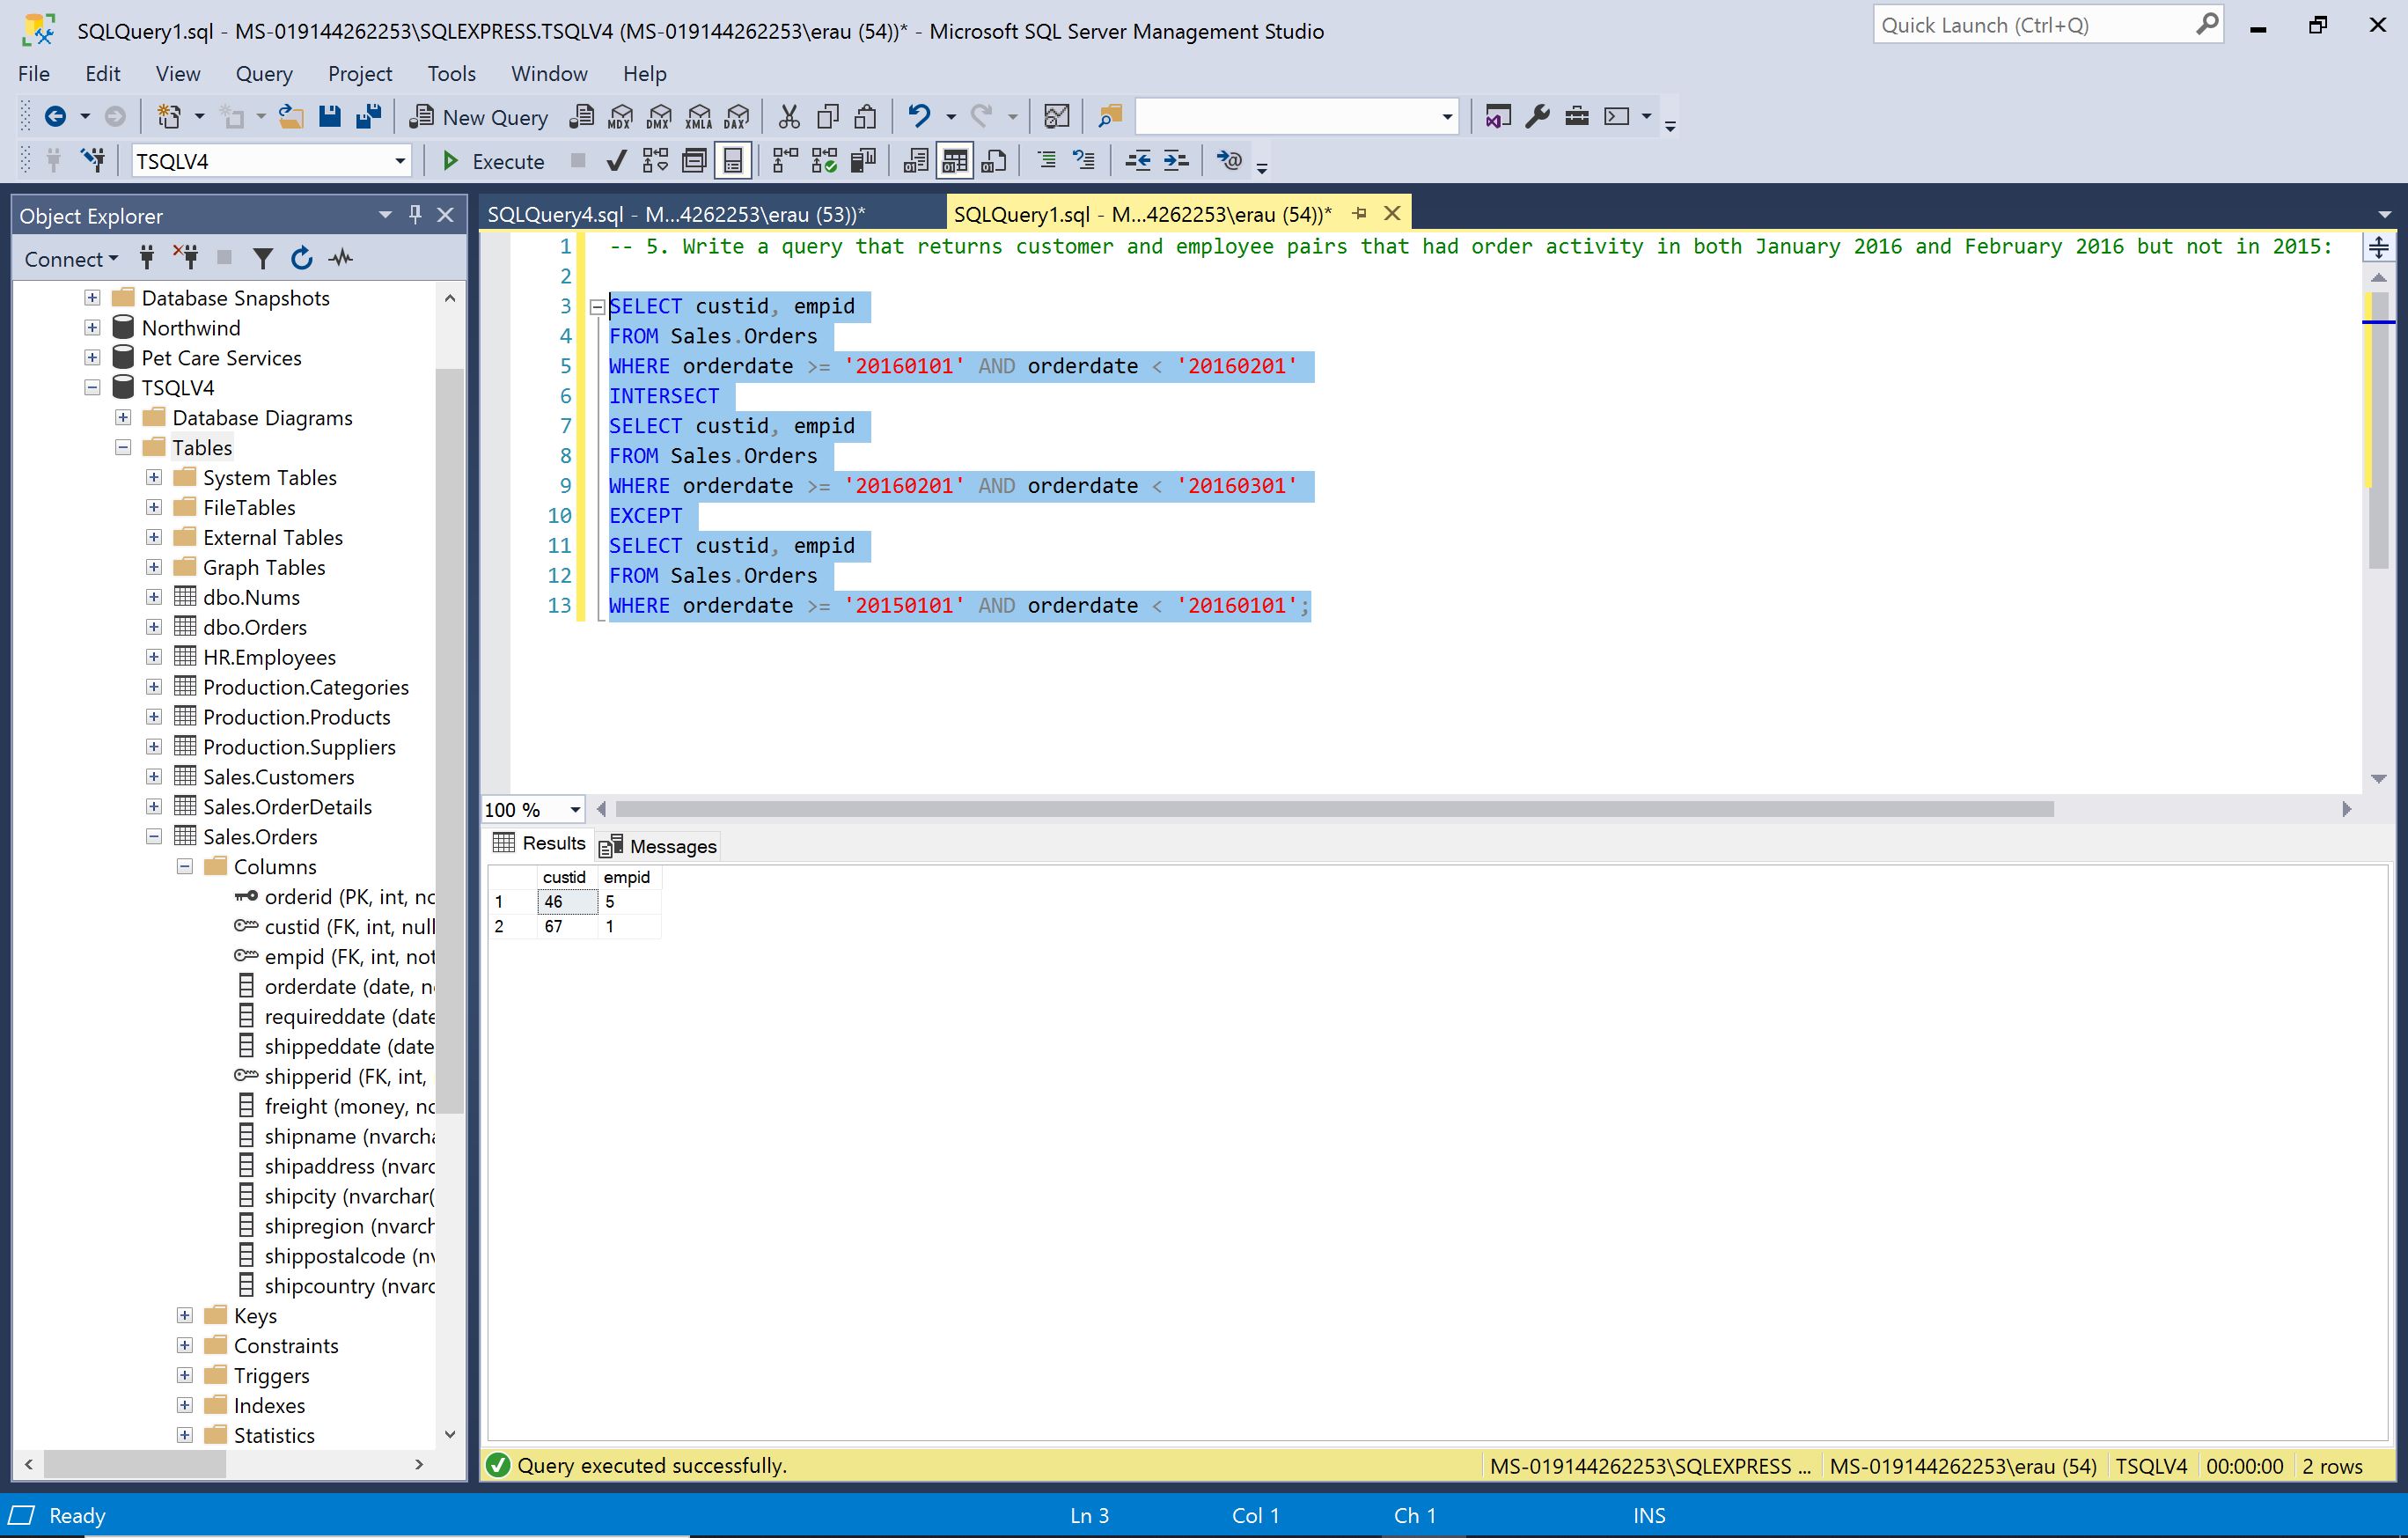 SQLQuery1.sql - MS-019144262253\SQLEXPRESS.TSQLV4 (MS-019144262253\erau (54))* - Microsoft SQL Server Management Studio
Quick Launch (Ctrl+Q)
File Edit View Query Project Tools Window Help
New Query MDX DMX XMLA DAX
TSQLV4 Execute
Object Explorer
Connect
Database Snapshots
Northwind
Pet Care Services
TSQLV4
Database Diagrams
Tables
System Tables
FileTables
External Tables
Graph Tables
dbo.Nums
dbo.Orders
HR.Employees
Production.Categories
Production.Products
Production.Suppliers
Sales.Customers
Sales.OrderDetails
Sales.Orders
Columns
orderid (PK, int, nc
custid (FK, int, null
empid (FK, int, not
orderdate (date, n
requireddate (date
shippeddate (date
shipperid (FK, int,
freight (money, nc
shipname (nvarcha
shipaddress (nvarc
shipcity (nvarchar(
shipregion (nvarch
shippostalcode (nv
shipcountry (nvarc
Keys
Constraints
Triggers
Indexes
Statistics
SQLQuery4.sql - M...4262253\erau (53))* SQLQuery1.sql - M...4262253\erau (54))*
1 -- 5. Write a query that returns customer and employee pairs that had order activity in both January 2016 and February 2016 but not in 2015:
2
3 SELECT custid, empid
4 FROM Sales.Orders
5 WHERE orderdate >= '20160101' AND orderdate < '20160201'
6 INTERSECT
7 SELECT custid, empid
8 FROM Sales.Orders
9 WHERE orderdate >= '20160201' AND orderdate < '20160301'
10 EXCEPT
11 SELECT custid, empid
12 FROM Sales.Orders
13 WHERE orderdate >= '20150101' AND orderdate < '20160101';
100 %
Results Messages
custid empid
1 46 5
2 67 1
Query executed successfully. MS-019144262253\SQLEXPRESS ... MS-019144262253\erau (54) TSQLV4 00:00:00 2 rows
Ready Ln 3 Col 1 Ch 1 INS